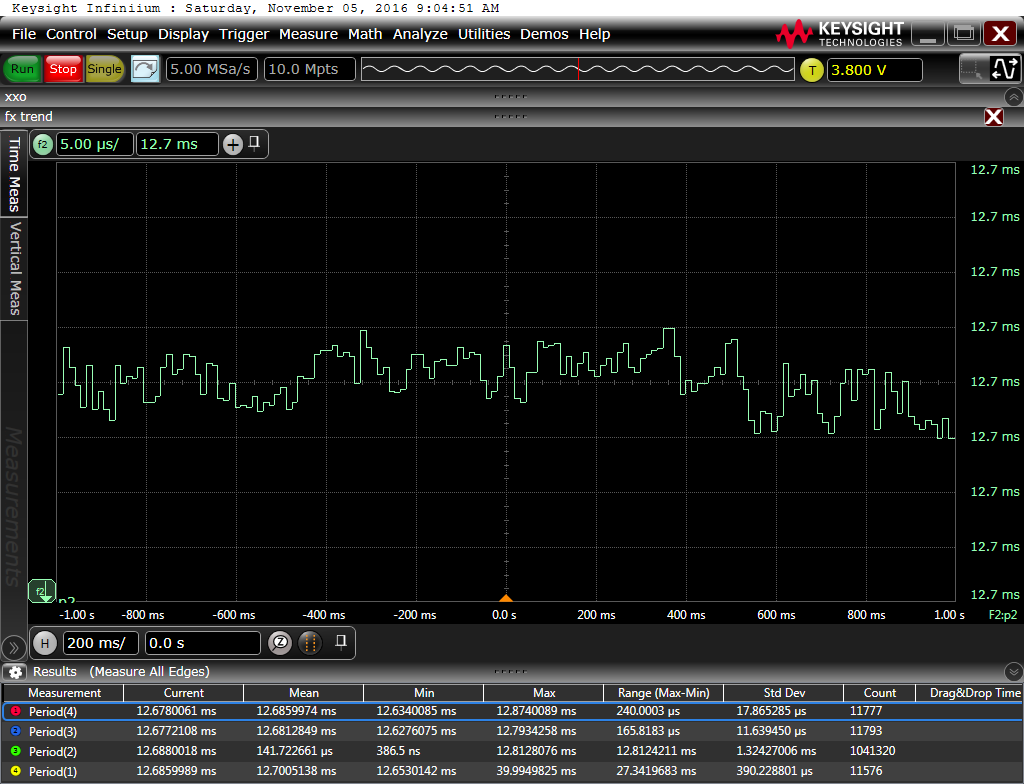 Keysight Infiniium : Saturday, November 05, 2016 9:04:51 AM
File Control Setup Display Trigger Measure Math Analyze Utilities Demos Help
KEYSIGHT
TECHNOLOGIES
Run Stop Single 5.00 MSa/s 10.0 Mpts T 3.800 V
xxo
fx trend
Time Meas
Vertical Meas
Measurements
f2 5.00 µs/ 12.7 ms
12.7 ms
12.7 ms
12.7 ms
12.7 ms
12.7 ms
12.7 ms
12.7 ms
12.7 ms
12.7 ms
f2 p2
-1.00 s -800 ms -600 ms -400 ms -200 ms 0.0 s 200 ms 400 ms 600 ms 800 ms 1.00 s F2:p2
H 200 ms/ 0.0 s
Results (Measure All Edges)
Measurement Current Mean Min Max Range (Max-Min) Std Dev Count Drag&Drop Time
1 Period(4) 12.6780061 ms 12.6859974 ms 12.6340085 ms 12.8740089 ms 240.0003 µs 17.865285 µs 11777
2 Period(3) 12.6772108 ms 12.6812849 ms 12.6276075 ms 12.7934258 ms 165.8183 µs 11.639450 µs 11793
3 Period(2) 12.6880018 ms 141.722661 µs 386.5 ns 12.8128076 ms 12.8124211 ms 1.32427006 ms 1041320
4 Period(1) 12.6859989 ms 12.7005138 ms 12.6530142 ms 39.9949825 ms 27.3419683 ms 390.228801 µs 11576